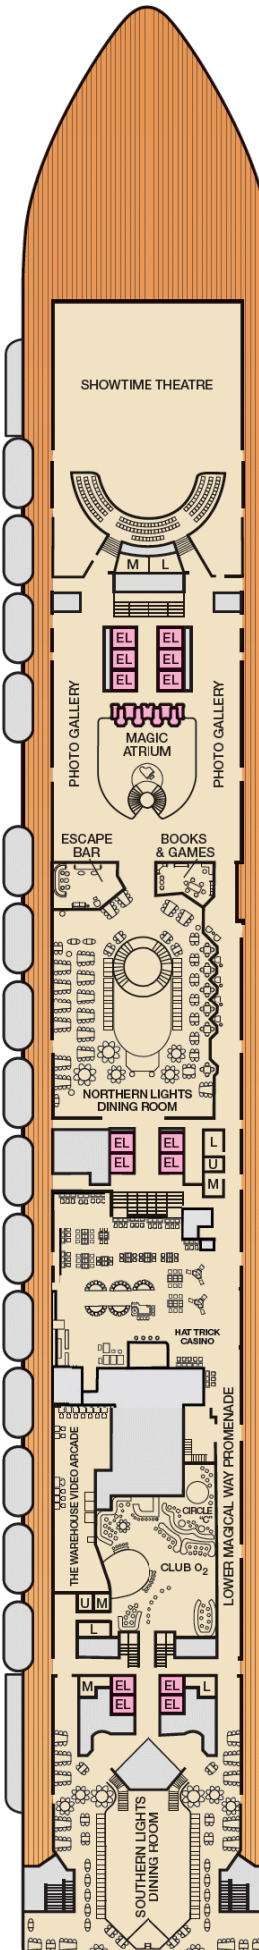 SHOWTIME THEATRE
M L
EL EL
EL EL
EL EL
PHOTO GALLERY
PHOTO GALLERY
MAGIC
ATRIUM
ESCAPE
BAR
BOOKS
& GAMES
NORTHERN LIGHTS
DINING ROOM
EL EL L
EL EL U
M
HAT TRICK
CASINO
LOWER MAGICAL WAY PROMENADE
THE WAREHOUSE VIDEO ARCADE
CIRCLE
CLUB O2
U M
L
M EL EL L
EL EL
SOUTHERN LIGHTS
DINING ROOM